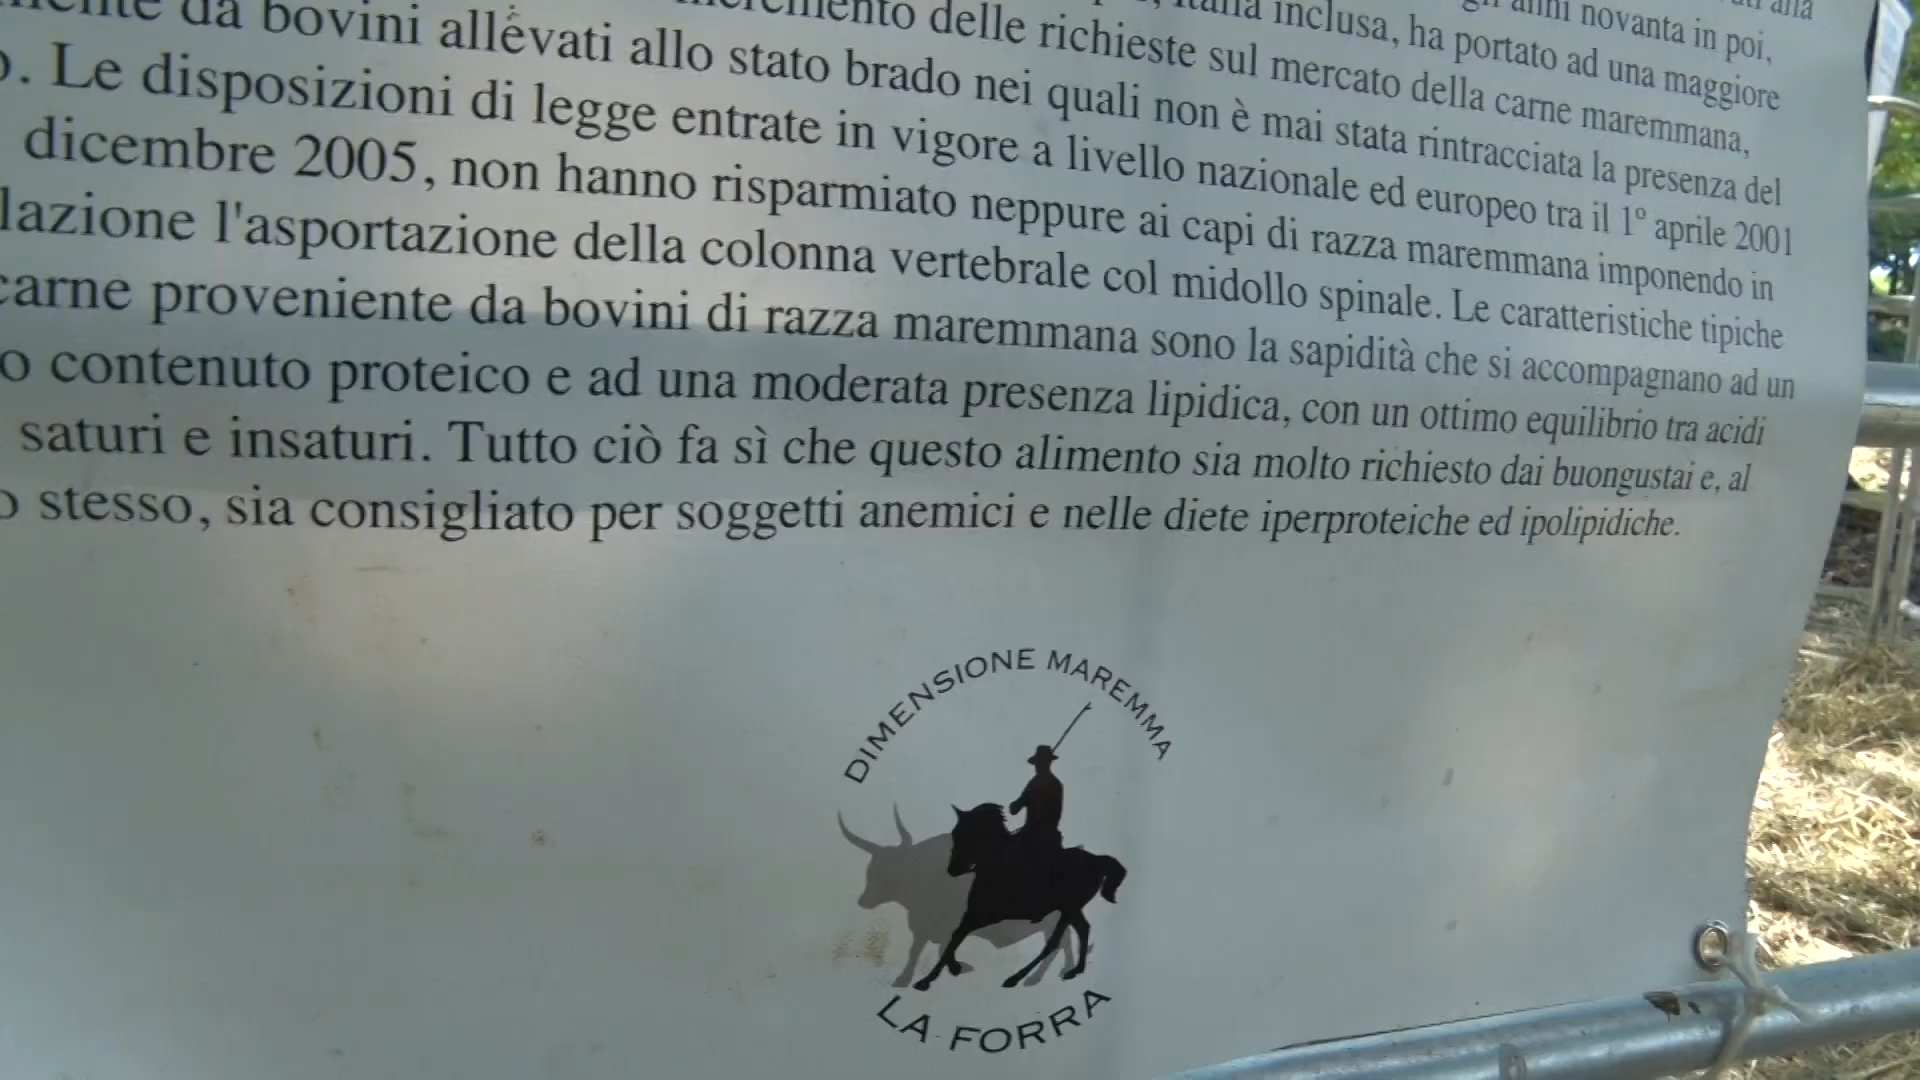 alla
anni novanta in poi,
Italia inclusa, ha portato ad una maggiore
incremento delle richieste sul mercato della carne maremmana,
mente da bovini allevati allo stato brado nei quali non è mai stata rintracciata la presenza del
o. Le disposizioni di legge entrate in vigore a livello nazionale ed europeo tra il 1° aprile 2001
dicembre 2005, non hanno risparmiato neppure ai capi di razza maremmana imponendo in
lazione l'asportazione della colonna vertebrale col midollo spinale. Le caratteristiche tipiche
carne proveniente da bovini di razza maremmana sono la sapidità che si accompagnano ad un
o contenuto proteico e ad una moderata presenza lipidica, con un ottimo equilibrio tra acidi
saturi e insaturi. Tutto ciò fa sì che questo alimento sia molto richiesto dai buongustai e, al
o stesso, sia consigliato per soggetti anemici e nelle diete iperproteiche ed ipolipidiche.
DIMENSIONE MAREMMA
LA FORRA